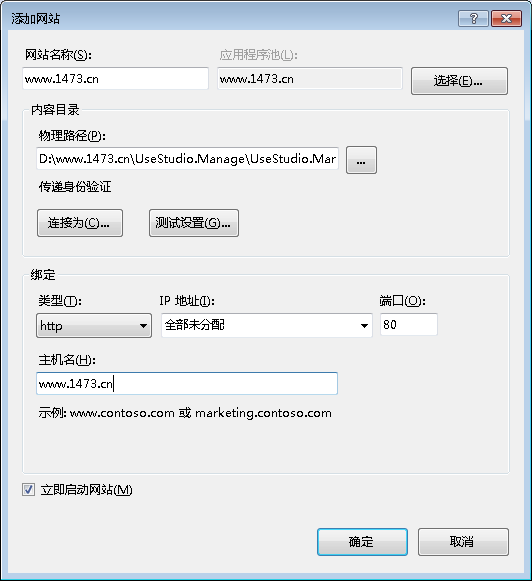 添加网站
网站名称(S):
应用程序池(L):
www.1473.cn
www.1473.cn
选择(E)...
内容目录
物理路径(P):
D:\www.1473.cn\UseStudio.Manage\UseStudio.Mar
...
传递身份验证
连接为(C)...
测试设置(G)...
绑定
类型(T):
IP 地址(I):
端口(O):
http
全部未分配
80
主机名(H):
www.1473.cn
示例: www.contoso.com 或 marketing.contoso.com
立即启动网站(M)
确定
取消